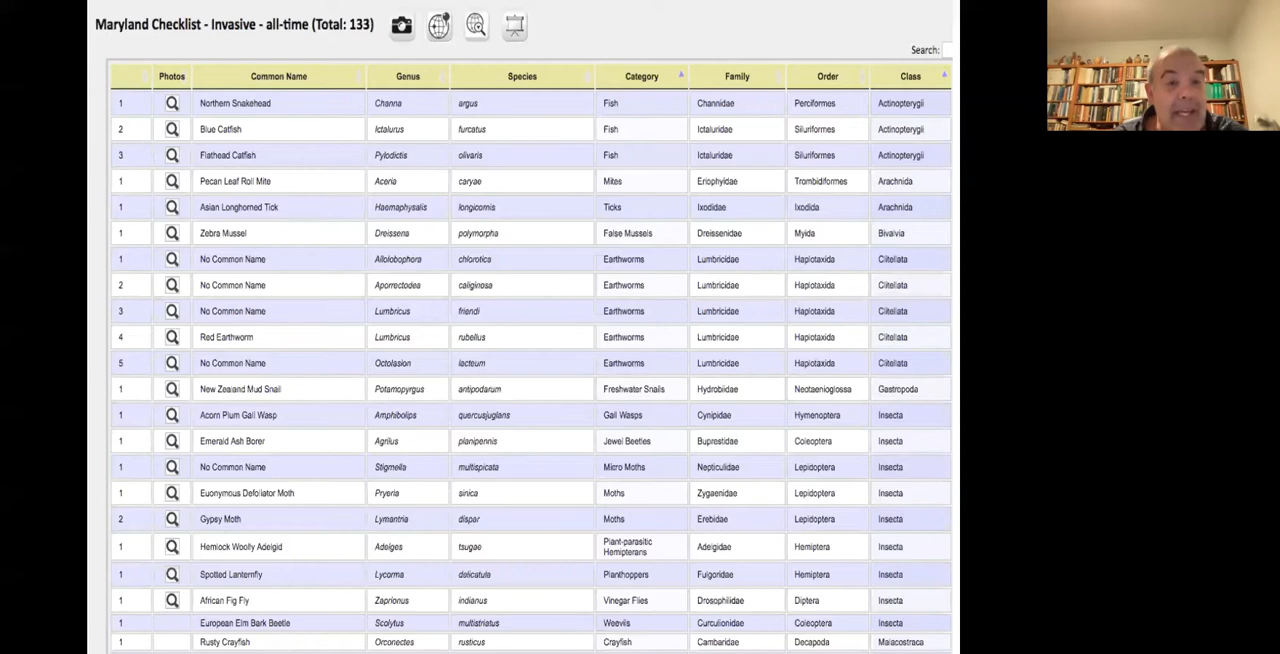 Maryland Checklist - Invasive - all-time (Total: 133)
Search:
Photos Common Name Genus Species Category Family Order Class
1 Northern Snakehead Channa argus Fish Channidae Perciformes Actinopterygii
2 Blue Catfish Ictalurus furcatus Fish Ictaluridae Siluriformes Actinopterygii
3 Flathead Catfish Pylodictis olivaris Fish Ictaluridae Siluriformes Actinopterygii
1 Pecan Leaf Roll Mite Aceria caryae Mites Eriophyidae Trombidiformes Arachnida
1 Asian Longhorned Tick Haemaphysalis longicornis Ticks Ixodidae Ixodida Arachnida
1 Zebra Mussel Dreissena polymorpha False Mussels Dreissenidae Myida Bivalvia
1 No Common Name Allolobophora chlorotica Earthworms Lumbricidae Haplotaxida Clitellata
2 No Common Name Aporrectodea caliginosa Earthworms Lumbricidae Haplotaxida Clitellata
3 No Common Name Lumbricus friendi Earthworms Lumbricidae Haplotaxida Clitellata
4 Red Earthworm Lumbricus rubellus Earthworms Lumbricidae Haplotaxida Clitellata
5 No Common Name Octolasion lacteum Earthworms Lumbricidae Haplotaxida Clitellata
1 New Zealand Mud Snail Potamopyrgus antipodarum Freshwater Snails Hydrobiidae Neotaenioglossa Gastropoda
1 Acorn Plum Gall Wasp Amphibolips quercusjuglans Gall Wasps Cynipidae Hymenoptera Insecta
1 Emerald Ash Borer Agrilus planipennis Jewel Beetles Buprestidae Coleoptera Insecta
1 No Common Name Stigmella multispicata Micro Moths Nepticulidae Lepidoptera Insecta
1 Euonymous Defoliator Moth Pryeria sinica Moths Zygaenidae Lepidoptera Insecta
2 Gypsy Moth Lymantria dispar Moths Erebidae Lepidoptera Insecta
1 Hemlock Woolly Adelgid Adelges tsugae Plant-parasitic Hemipterans Adelgidae Hemiptera Insecta
1 Spotted Lanternfly Lycorma delicatula Planthoppers Fulgoridae Hemiptera Insecta
1 African Fig Fly Zaprionus indianus Vinegar Flies Drosophilidae Diptera Insecta
1 European Elm Bark Beetle Scolytus multistriatus Weevils Curculionidae Coleoptera Insecta
1 Rusty Crayfish Orconectes rusticus Crayfish Cambaridae Decapoda Malacostraca